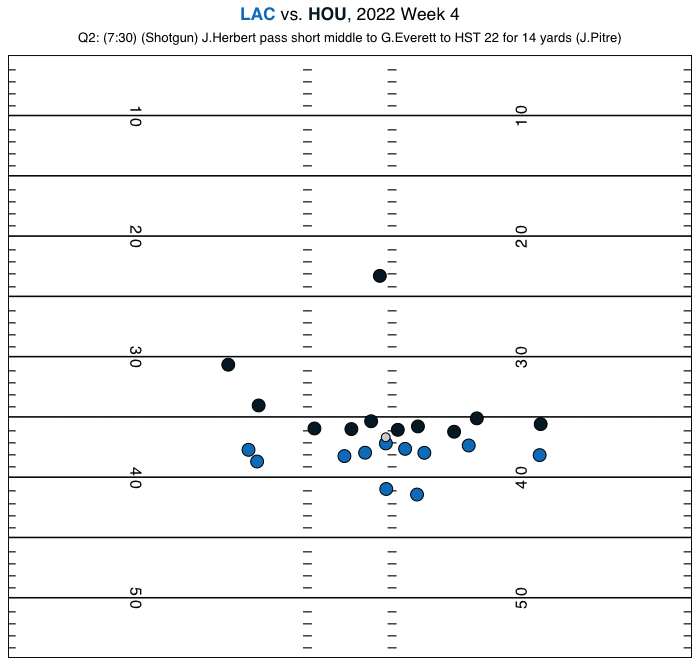 LAC vs. HOU, 2022 Week 4
Q2: (7:30) (Shotgun) J.Herbert pass short middle to G.Everett to HST 22 for 14 yards (J.Pitre)
10 10
20 20
30 30
40 40
50 50